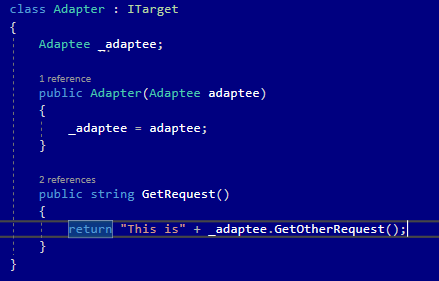 class Adapter : ITarget
{
    Adaptee _adaptee;
    1 reference
    public Adapter(Adaptee adaptee)
    {
        _adaptee = adaptee;
    }
    2 references
    public string GetRequest()
    {
        return "This is" + _adaptee.GetOtherRequest();
    }
}